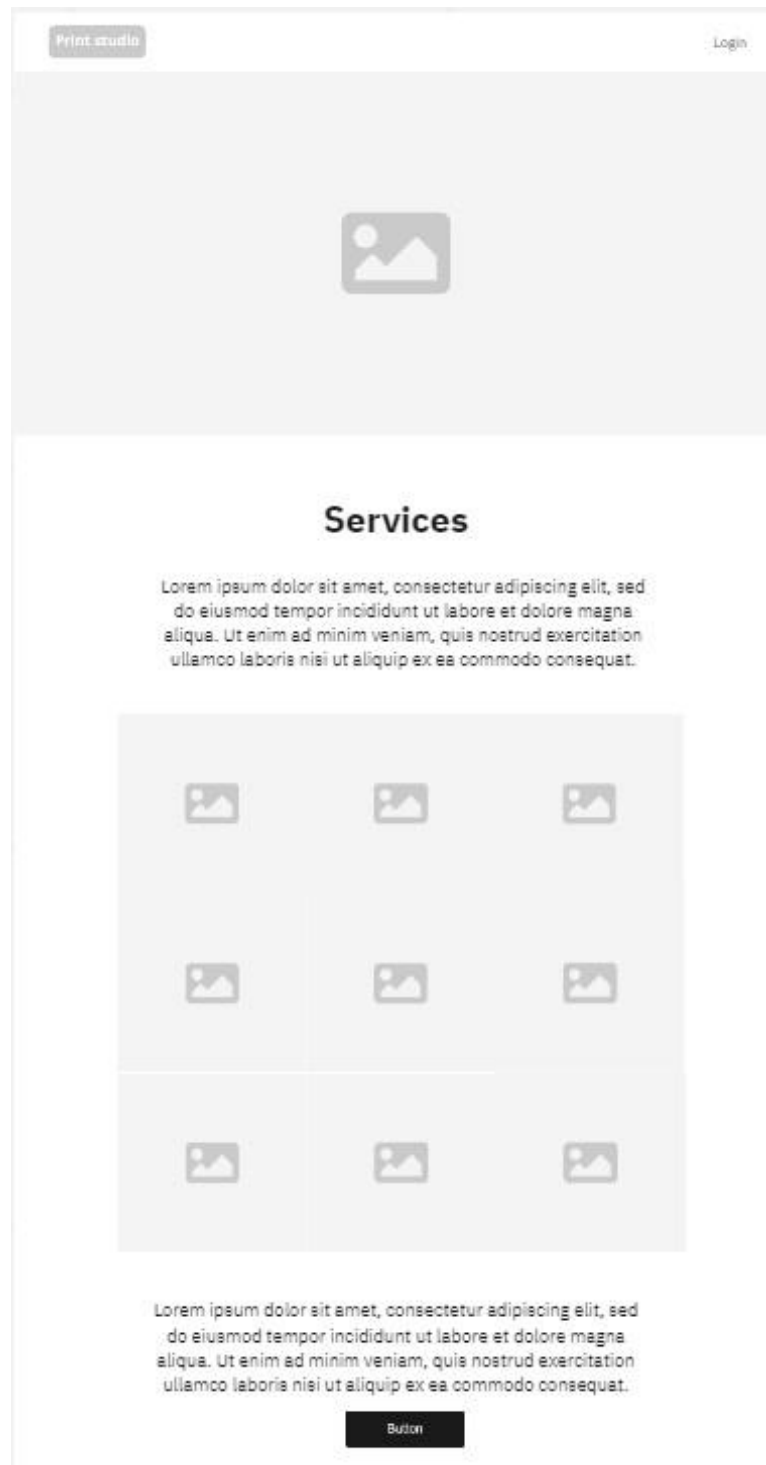 Print studio
Login
Services
Lorem ipsum dolor sit amet, consectetur adipiscing elit, sed
do eiusmod tempor incididunt ut labore et dolore magna
aliqua. Ut enim ad minim veniam, quis nostrud exercitation
ullamco laboris nisi ut aliquip ex ea commodo consequat.
Lorem ipsum dolor sit amet, consectetur adipiscing elit, sed
do eiusmod tempor incididunt ut labore et dolore magna
aliqua. Ut enim ad minim veniam, quis nostrud exercitation
ullamco laboris nisi ut aliquip ex ea commodo consequat.
Button